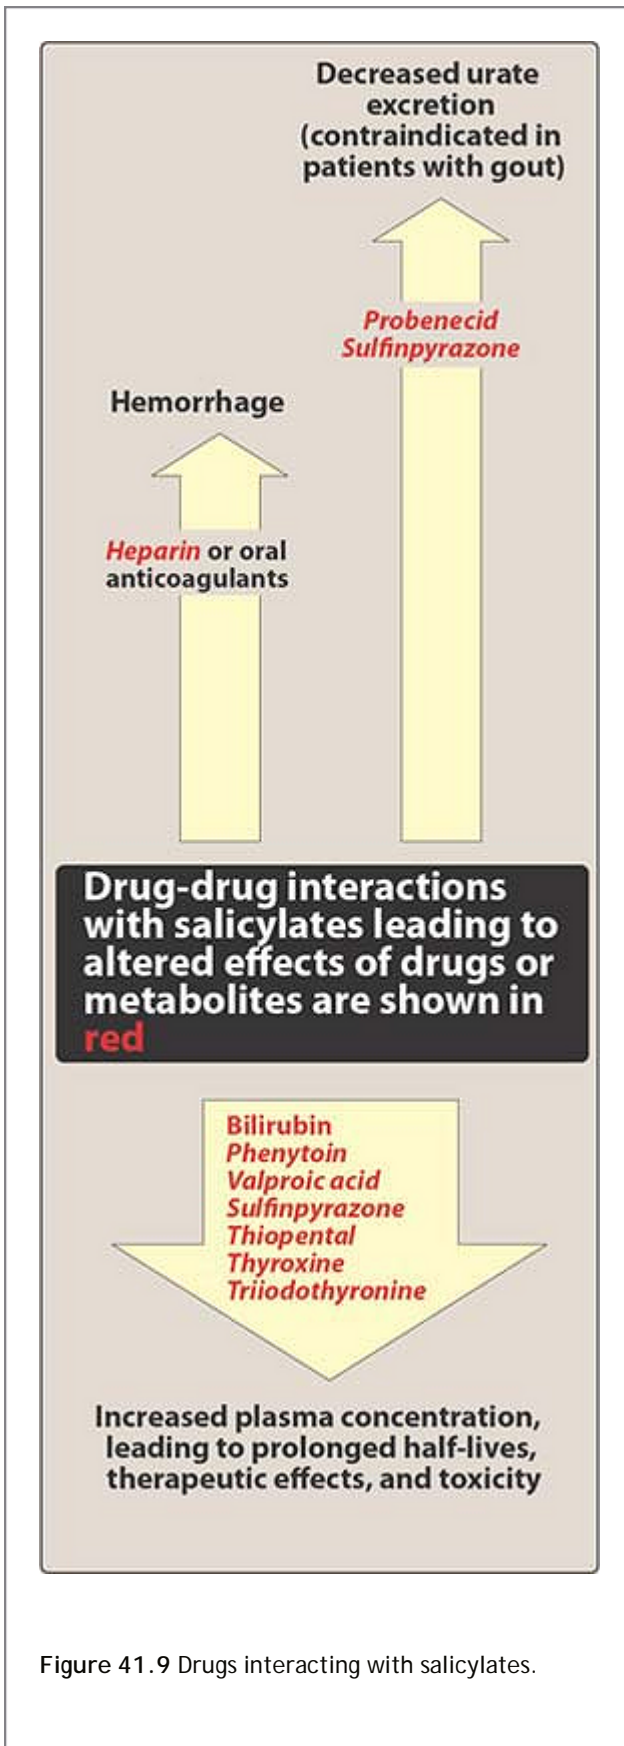 Decreased urate
excretion
(contraindicated in
patients with gout)
Probenecid
Sulfinpyrazone
Hemorrhage
Heparin or oral
anticoagulants
Drug-drug interactions
with salicylates leading to
altered effects of drugs or
metabolites are shown in
red
Bilirubin
Phenytoin
Valproic acid
Sulfinpyrazone
Thiopental
Thyroxine
Triiodothyronine
Increased plasma concentration,
leading to prolonged half-lives,
therapeutic effects, and toxicity
Figure 41.9 Drugs interacting with salicylates.